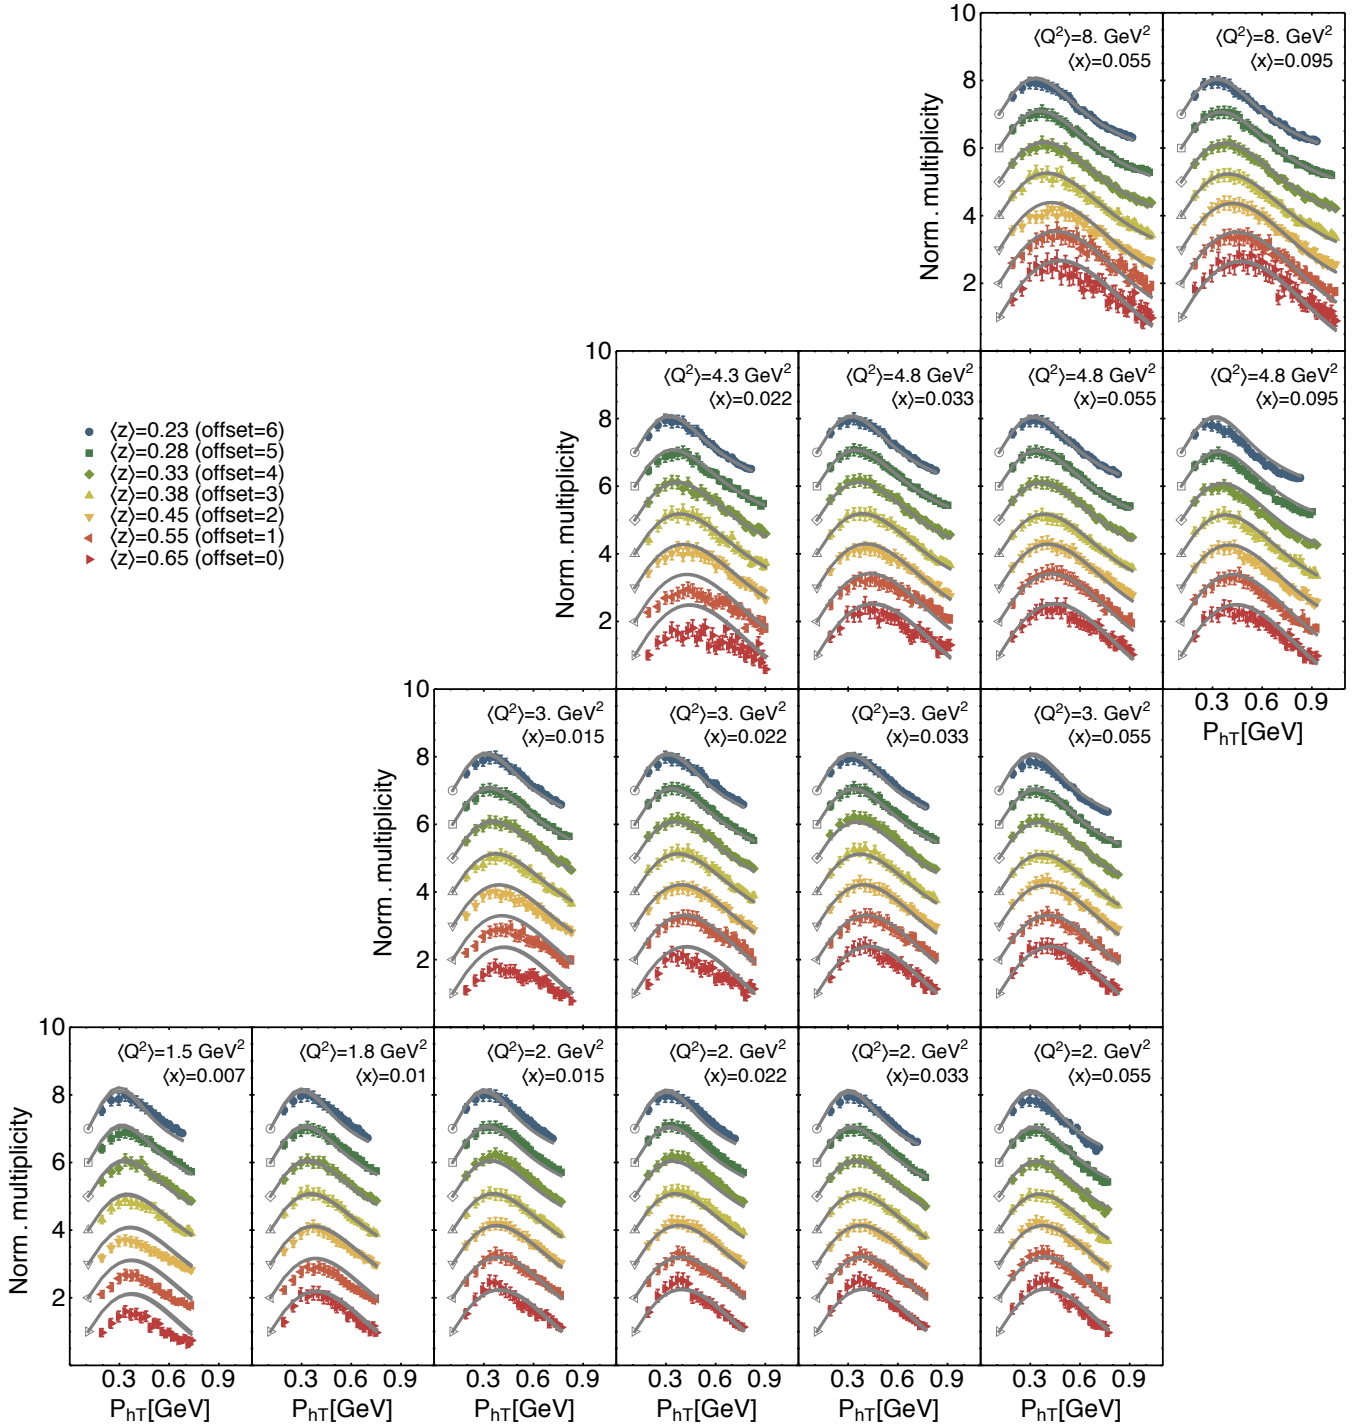 10
8
6
4
2
Norm. multiplicity
⟨Q²⟩=8. GeV²
⟨x⟩=0.055
⟨Q²⟩=8. GeV²
⟨x⟩=0.095
10
8
6
4
2
Norm. multiplicity
⟨Q²⟩=4.3 GeV²
⟨x⟩=0.022
⟨Q²⟩=4.8 GeV²
⟨x⟩=0.033
⟨Q²⟩=4.8 GeV²
⟨x⟩=0.055
⟨Q²⟩=4.8 GeV²
⟨x⟩=0.095
⟨z⟩=0.23 (offset=6)
⟨z⟩=0.28 (offset=5)
⟨z⟩=0.33 (offset=4)
⟨z⟩=0.38 (offset=3)
⟨z⟩=0.45 (offset=2)
⟨z⟩=0.55 (offset=1)
⟨z⟩=0.65 (offset=0)
0.3 0.6 0.9
P_hT[GeV]
10
8
6
4
2
Norm. multiplicity
⟨Q²⟩=3. GeV²
⟨x⟩=0.015
⟨Q²⟩=3. GeV²
⟨x⟩=0.022
⟨Q²⟩=3. GeV²
⟨x⟩=0.033
⟨Q²⟩=3. GeV²
⟨x⟩=0.055
10
8
6
4
2
Norm. multiplicity
⟨Q²⟩=1.5 GeV²
⟨x⟩=0.007
⟨Q²⟩=1.8 GeV²
⟨x⟩=0.01
⟨Q²⟩=2. GeV²
⟨x⟩=0.015
⟨Q²⟩=2. GeV²
⟨x⟩=0.022
⟨Q²⟩=2. GeV²
⟨x⟩=0.033
⟨Q²⟩=2. GeV²
⟨x⟩=0.055
0.3 0.6 0.9
P_hT[GeV]
0.3 0.6 0.9
P_hT[GeV]
0.3 0.6 0.9
P_hT[GeV]
0.3 0.6 0.9
P_hT[GeV]
0.3 0.6 0.9
P_hT[GeV]
0.3 0.6 0.9
P_hT[GeV]